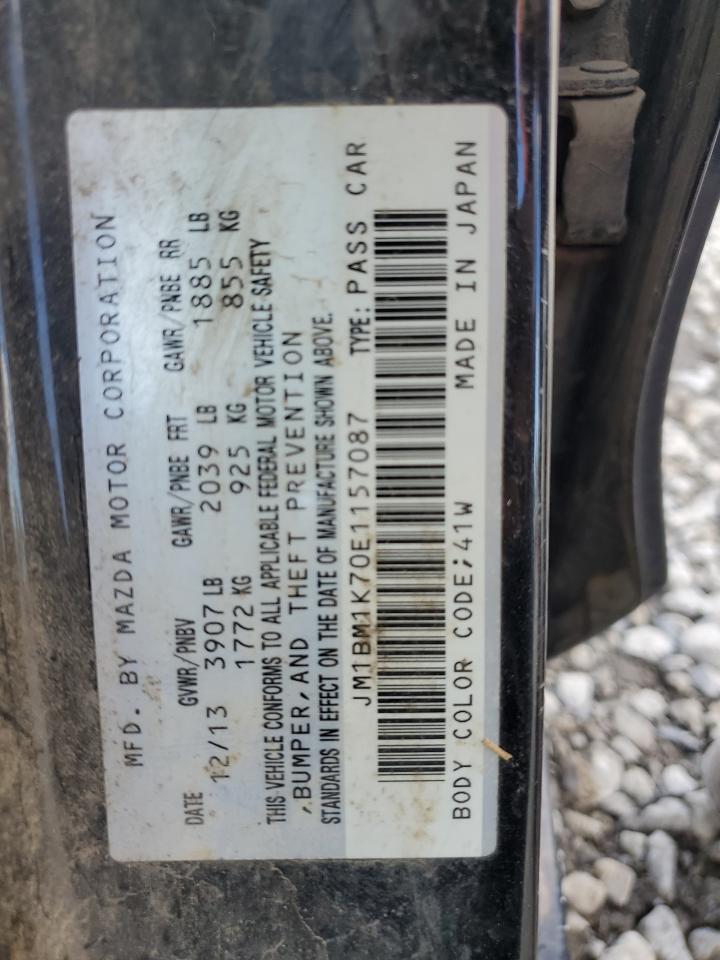 MFD. BY MAZDA MOTOR CORPORATION
GVWR/PNBV GAWR/PNBE FRT GAWR/PNBE RR
DATE 12/13 3907 LB 2039 LB 1885 LB
1772 KG 925 KG 855 KG
THIS VEHICLE CONFORMS TO ALL APPLICABLE FEDERAL MOTOR VEHICLE SAFETY
,BUMPER, AND THEFT PREVENTION
STANDARDS IN EFFECT ON THE DATE OF MANUFACTURE SHOWN ABOVE.
JM1BM1K70E1157087 TYPE: PASS CAR
BODY COLOR CODE;41W MADE IN JAPAN